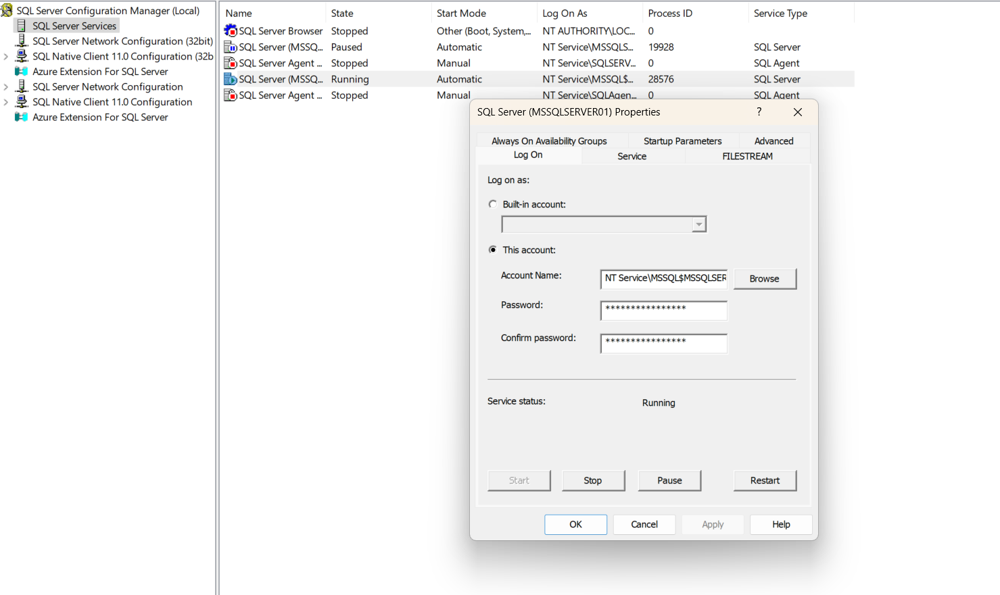 SQL Server Configuration Manager (Local)
SQL Server Services
SQL Server Network Configuration (32bit)
SQL Native Client 11.0 Configuration (32b
Azure Extension For SQL Server
SQL Server Network Configuration
SQL Native Client 11.0 Configuration
Azure Extension For SQL Server
Name State Start Mode Log On As Process ID Service Type
SQL Server Browser Stopped Other (Boot, System,... NT AUTHORITY\LOC... 0
SQL Server (MSSQ... Paused Automatic NT Service\MSSQLS... 19928 SQL Server
SQL Server Agent ... Stopped Manual NT Service\SQLSERV... 0 SQL Agent
SQL Server (MSSQ... Running Automatic NT Service\MSSQL$... 28576 SQL Server
SQL Server Agent ... Stopped Manual NT Service\SQLAgen... 0 SQL Agent
SQL Server (MSSQLSERVER01) Properties ?
Always On Availability Groups Startup Parameters Advanced
Log On Service FILESTREAM
Log on as:
Built-in account:
This account:
Account Name: NT Service\MSSQL$MSSQLSER Browse
Password: ****************
Confirm password: ****************
Service status: Running
Start Stop Pause Restart
OK Cancel Apply Help